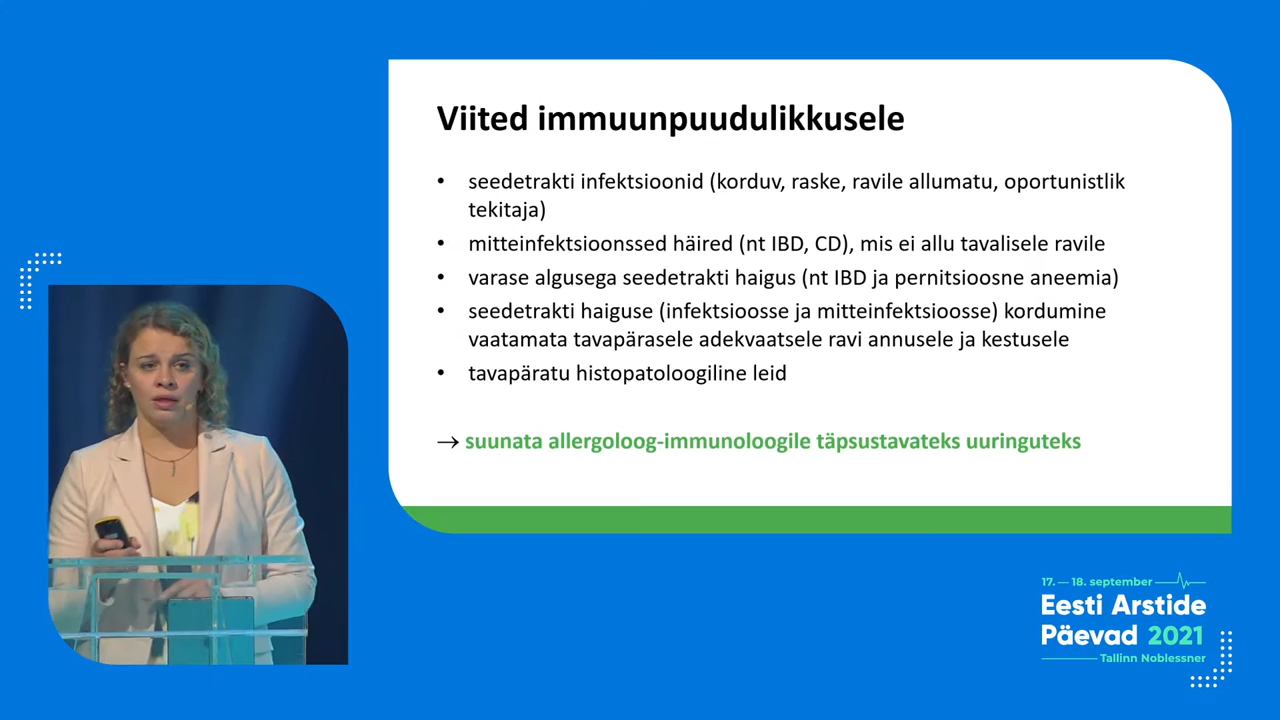 Viited immuunpuudulikkusele
• seedetrakti infektsioonid (korduv, raske, ravile allumatu, oportunistlik
tekitaja)
• mitteinfektsioonssed häired (nt IBD, CD), mis ei allu tavalisele ravile
• varase algusega seedetrakti haigus (nt IBD ja pernitsioosne aneemia)
• seedetrakti haiguse (infektsioosse ja mitteinfektsioosse) kordumine
vaatamata tavapärasele adekvaatsele ravi annusele ja kestusele
• tavapäratu histopatoloogiline leid
→ suunata allergoloog-immunoloogile täpsustavateks uuringuteks
17. — 18. september
Eesti Arstide
Päevad 2021
Tallinn Noblessner